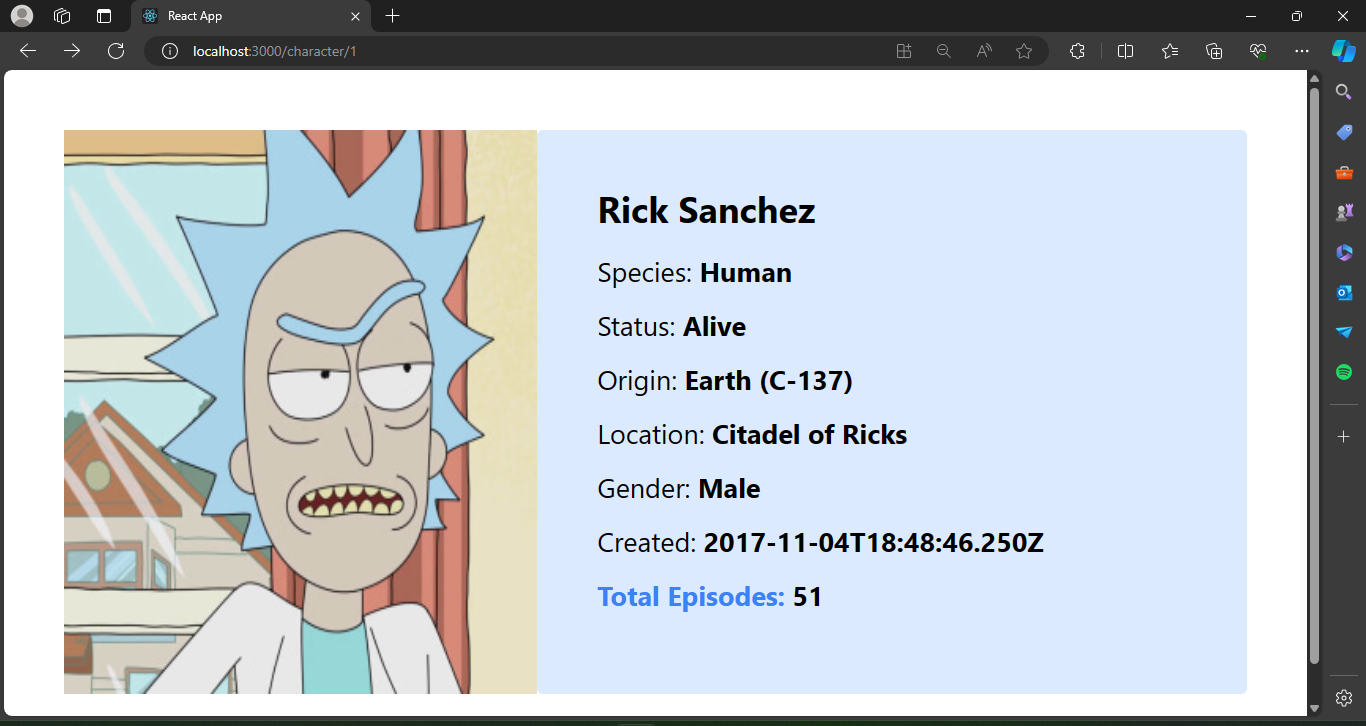 React App
localhost:3000/character/1
Rick Sanchez
Species: Human
Status: Alive
Origin: Earth (C-137)
Location: Citadel of Ricks
Gender: Male
Created: 2017-11-04T18:48:46.250Z
Total Episodes: 51